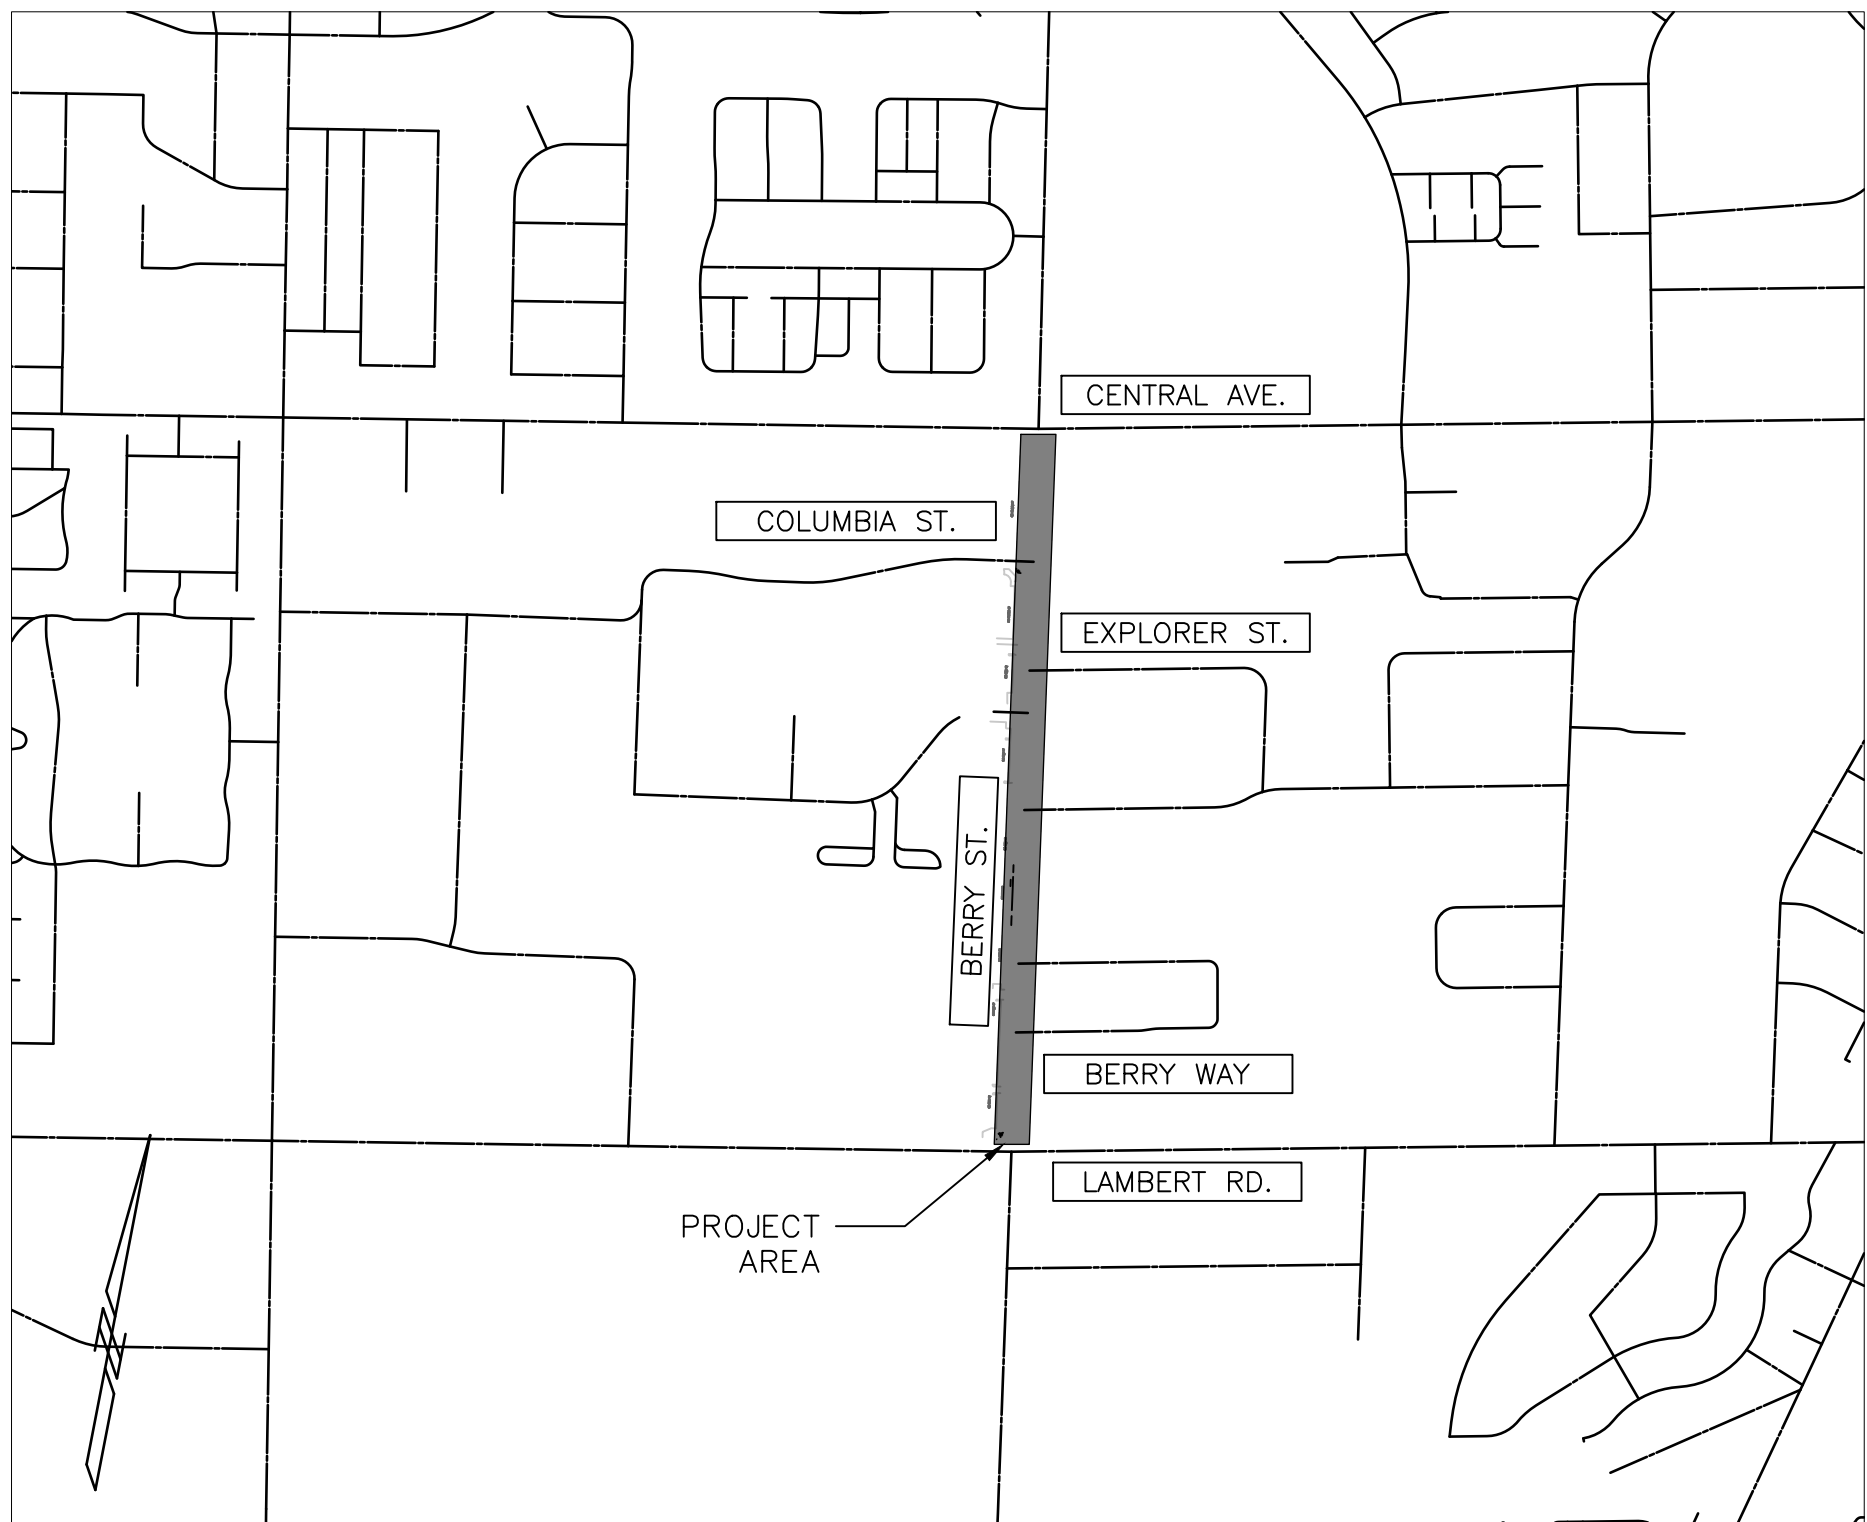 CENTRAL AVE.
COLUMBIA ST.
EXPLORER ST.
BERRY ST.
BERRY WAY
LAMBERT RD.
PROJECT
AREA